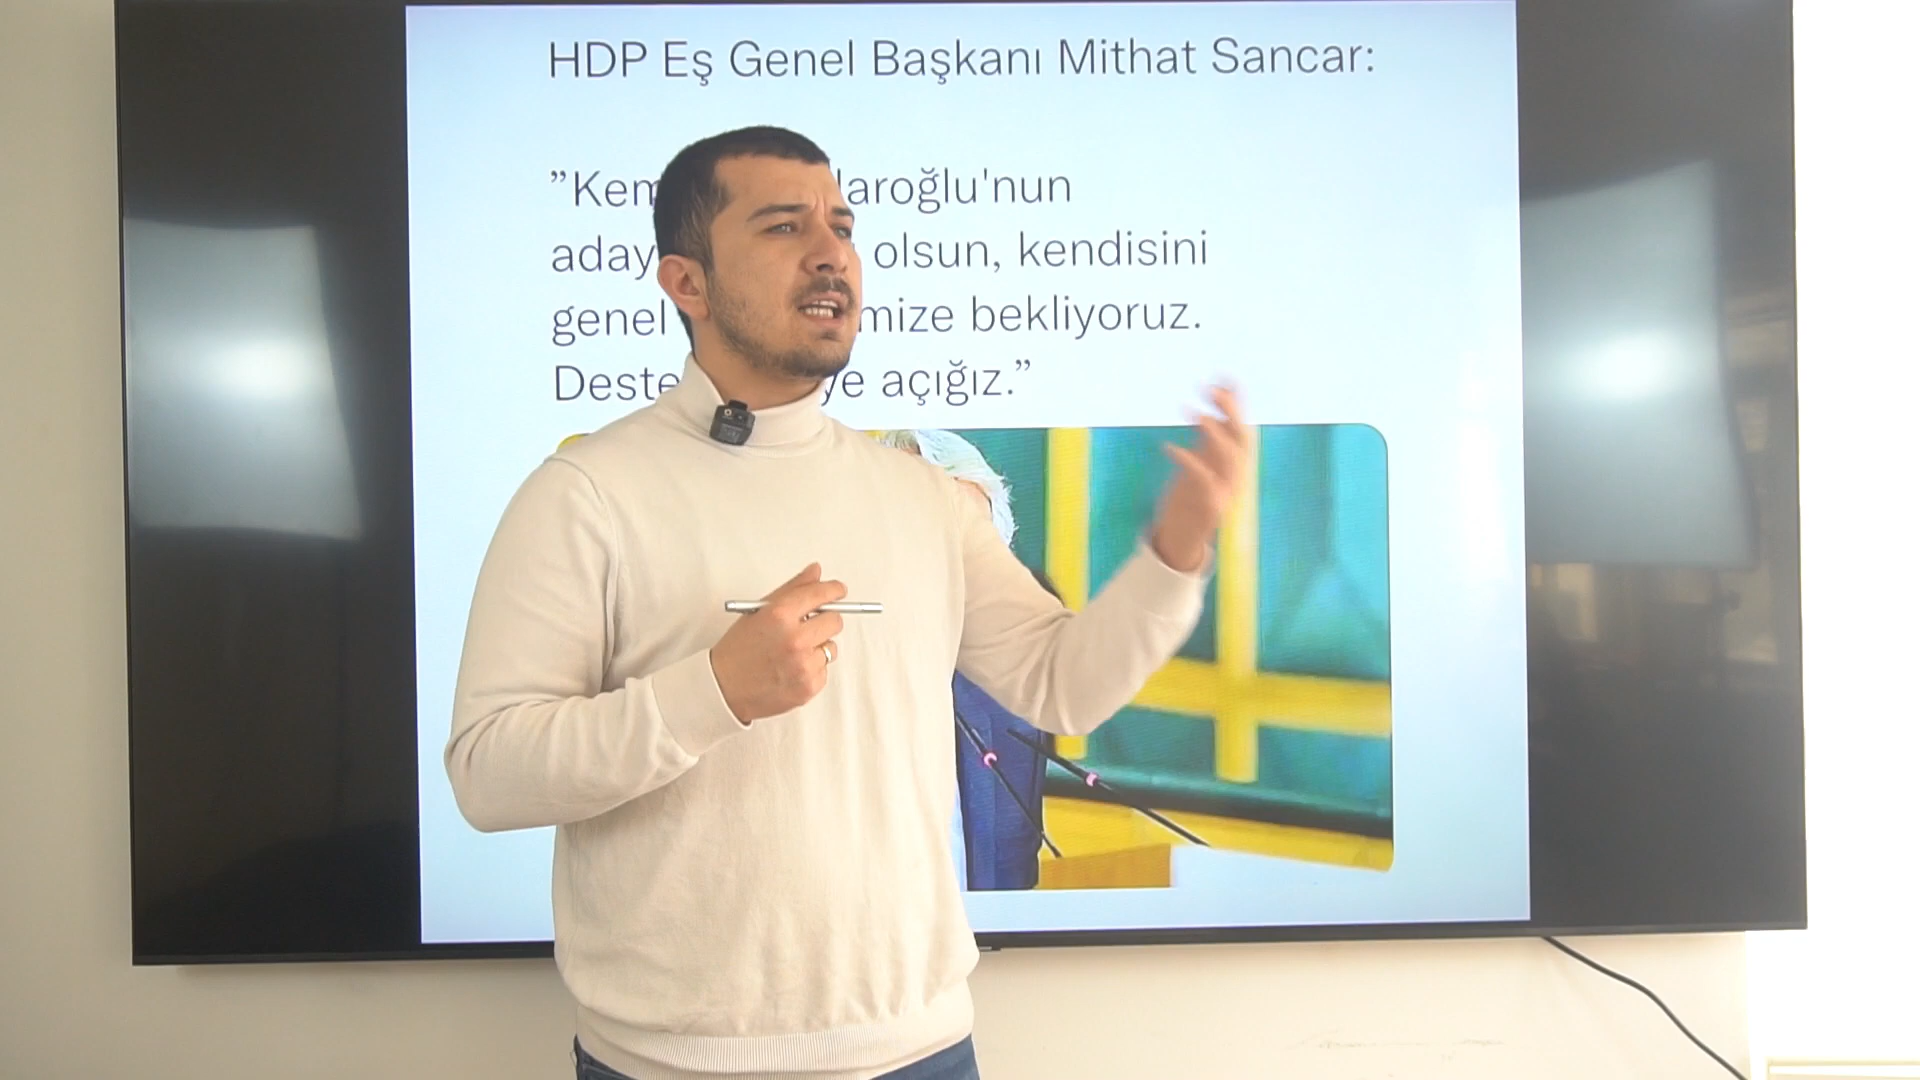 HDP Eş Genel Başkanı Mithat Sancar:
”Kem laroğlu'nun
aday olsun, kendisini
genel mize bekliyoruz.
Deste ye açığız.”